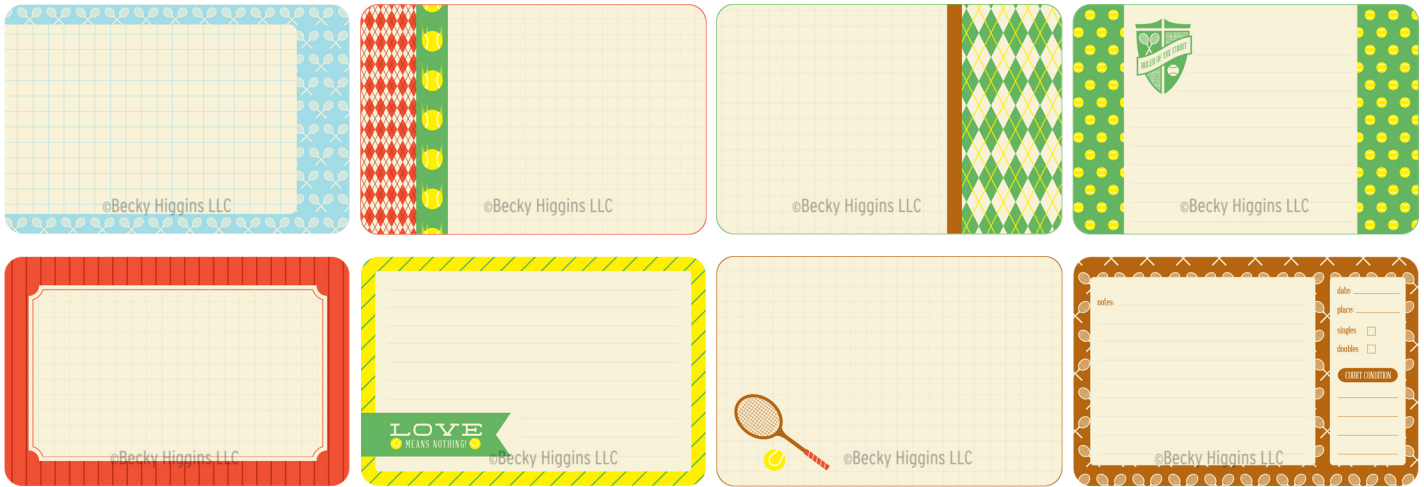 ©Becky Higgins LLC
©Becky Higgins LLC
©Becky Higgins LLC
RULER OF THE COURT
©Becky Higgins LLC
©Becky Higgins LLC
LOVE
MEANS NOTHING!
©Becky Higgins LLC
©Becky Higgins LLC
notes:
date:
place:
singles
doubles
COURT CONDITION
©Becky Higgins LLC